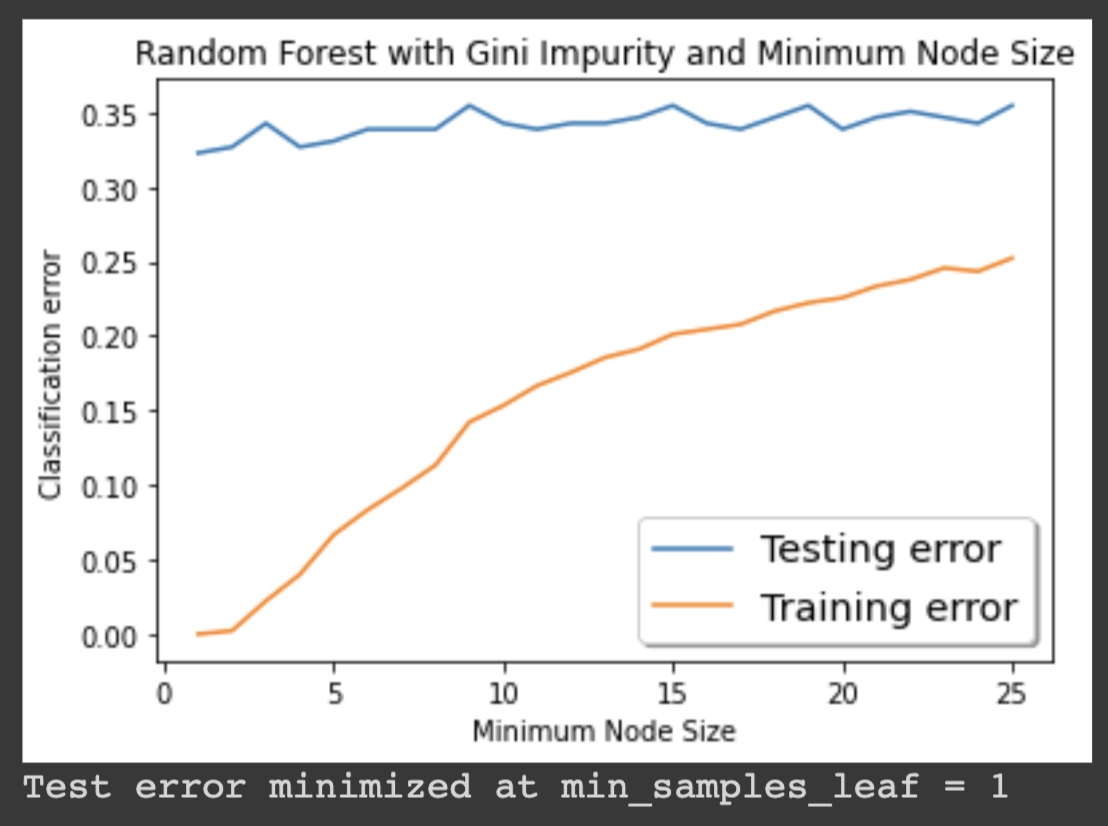 Random Forest with Gini Impurity and Minimum Node Size
Classification error
0.35
0.30
0.25
0.20
0.15
0.10
0.05
0.00
Testing error
Training error
0 5 10 15 20 25
Minimum Node Size
Test error minimized at min_samples_leaf = 1